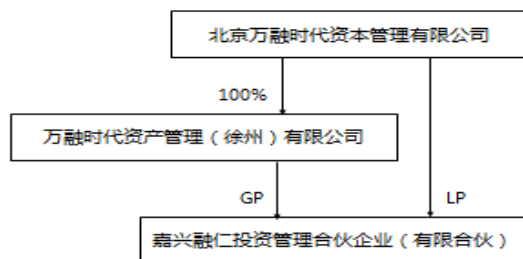 北京万融时代资本管理有限公司
100%
万融时代资产管理（徐州）有限公司
GP
LP
嘉兴融仁投资管理合伙企业（有限合伙）